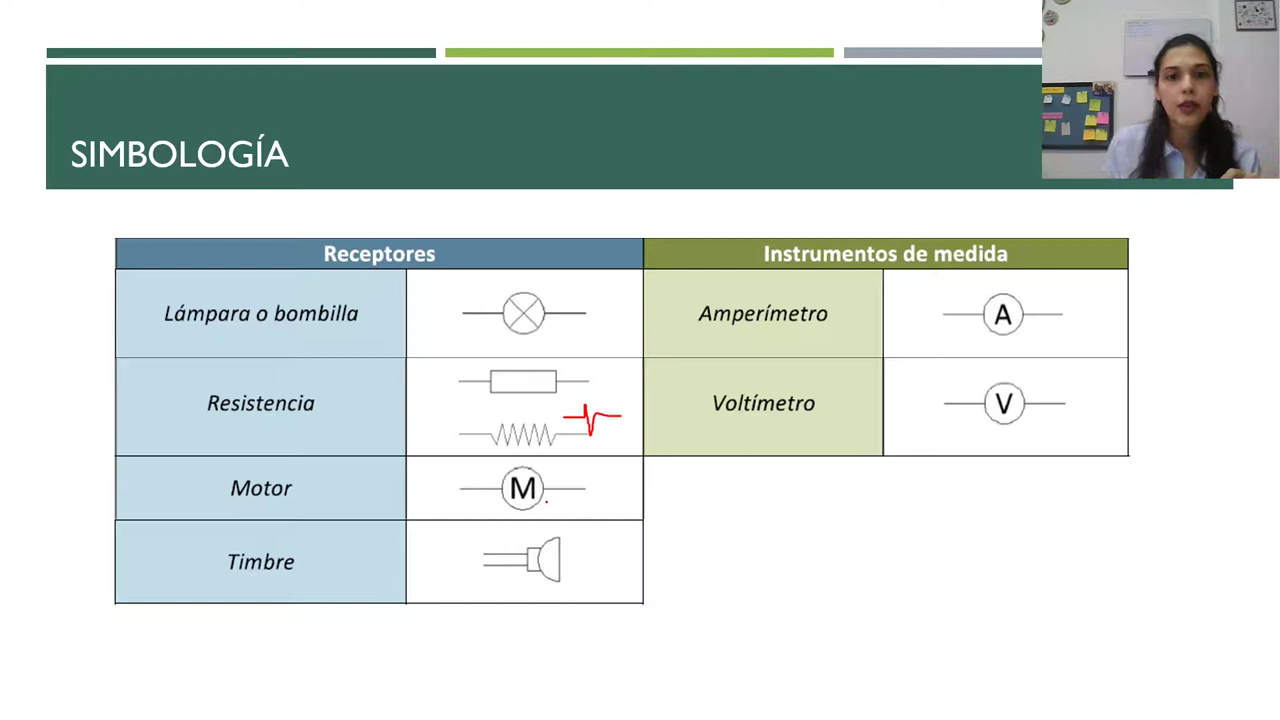 SIMBOLOGÍA
Receptores
Instrumentos de medida
Lámpara o bombilla
Amperímetro
A
Resistencia
Voltímetro
V
Motor
M
Timbre